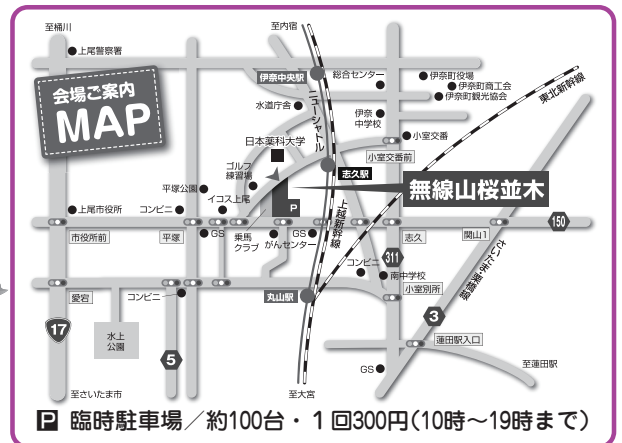 至桶川
至内宿
上尾警察署
会場ご案内
MAP
伊奈中央駅
総合センター
伊奈町役場
伊奈町商工会
伊奈町観光協会
東北新幹線
水道庁舎
ニューシャトル
伊奈
中学校
小室交番
日本薬科大学
小室交番前
ゴルフ
練習場
志久駅
平塚公園
イコス上尾
無線山桜並木
P
上尾市役所
コンビニ
150
市役所前
平塚
GS
乗馬
クラブ
がんセンター
GS
上越新幹線
志久
関山1
311
さいたま栗橋線
コンビニ
南中学校
愛宕
コンビニ
丸山駅
小室別所
17
水上
公園
5
3
蓮田駅入口
至蓮田駅
GS
至さいたま市
至大宮
P 臨時駐車場／約100台・1回300円(10時～19時まで)